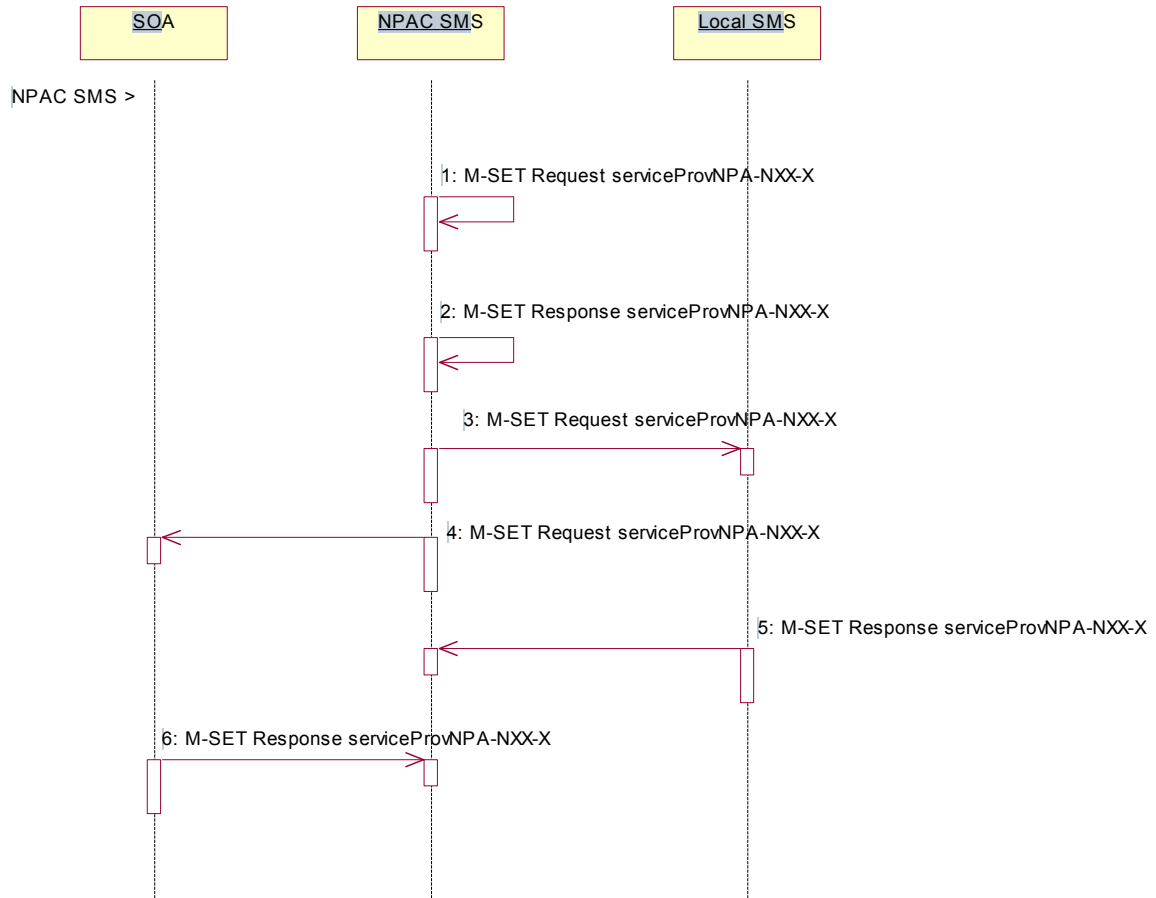 SOA
NPAC SMS
Local SMS
NPAC SMS >
1: M-SET Request serviceProvNPA-NXX-X
2: M-SET Response serviceProvNPA-NXX-X
3: M-SET Request serviceProvNPA-NXX-X
4: M-SET Request serviceProvNPA-NXX-X
5: M-SET Response serviceProvNPA-NXX-X
6: M-SET Response serviceProvNPA-NXX-X